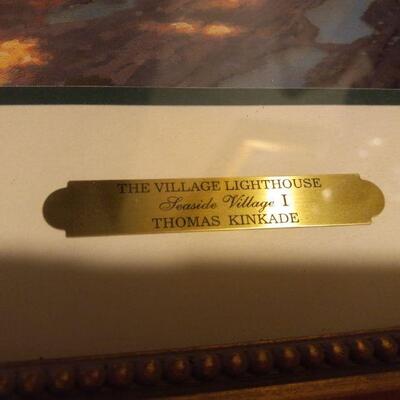 THE VILLAGE LIGHTHOUSE
Seaside Village I
THOMAS KINKADE